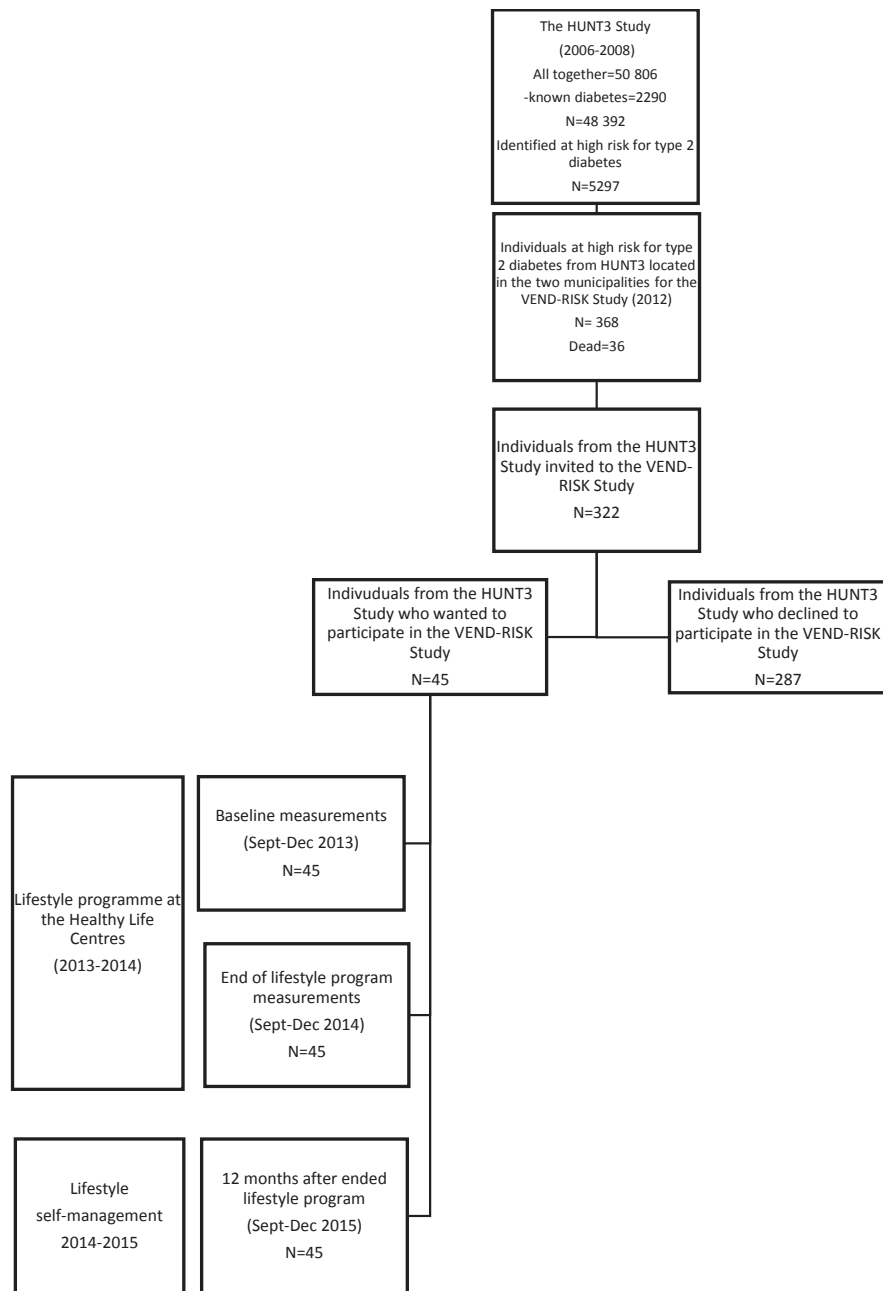 The HUNT3 Study
(2006-2008)
All together=50 806
-known diabetes=2290
N=48 392
Identified at high risk for type 2
diabetes
N=5297
Individuals at high risk for type
2 diabetes from HUNT3 located
in the two municipalities for the
VEND-RISK Study (2012)
N= 368
Dead=36
Individuals from the HUNT3
Study invited to the VEND-
RISK Study
N=322
Indivuduals from the HUNT3
Study who wanted to
participate in the VEND-RISK
Study
N=45
Individuals from the HUNT3
Study who declined to
participate in the VEND-RISK
Study
N=287
Lifestyle programme at
the Healthy Life
Centres
(2013-2014)
Baseline measurements
(Sept-Dec 2013)
N=45
End of lifestyle program
measurements
(Sept-Dec 2014)
N=45
Lifestyle
self-management
2014-2015
12 months after ended
lifestyle program
(Sept-Dec 2015)
N=45